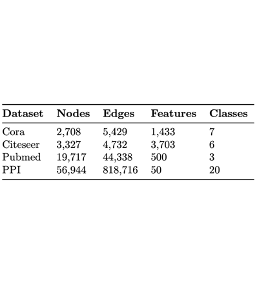 Dataset Nodes Edges Features Classes
Cora 2,708 5,429 1,433 7
Citeseer 3,327 4,732 3,703 6
Pubmed 19,717 44,338 500 3
PPI 56,944 818,716 50 20